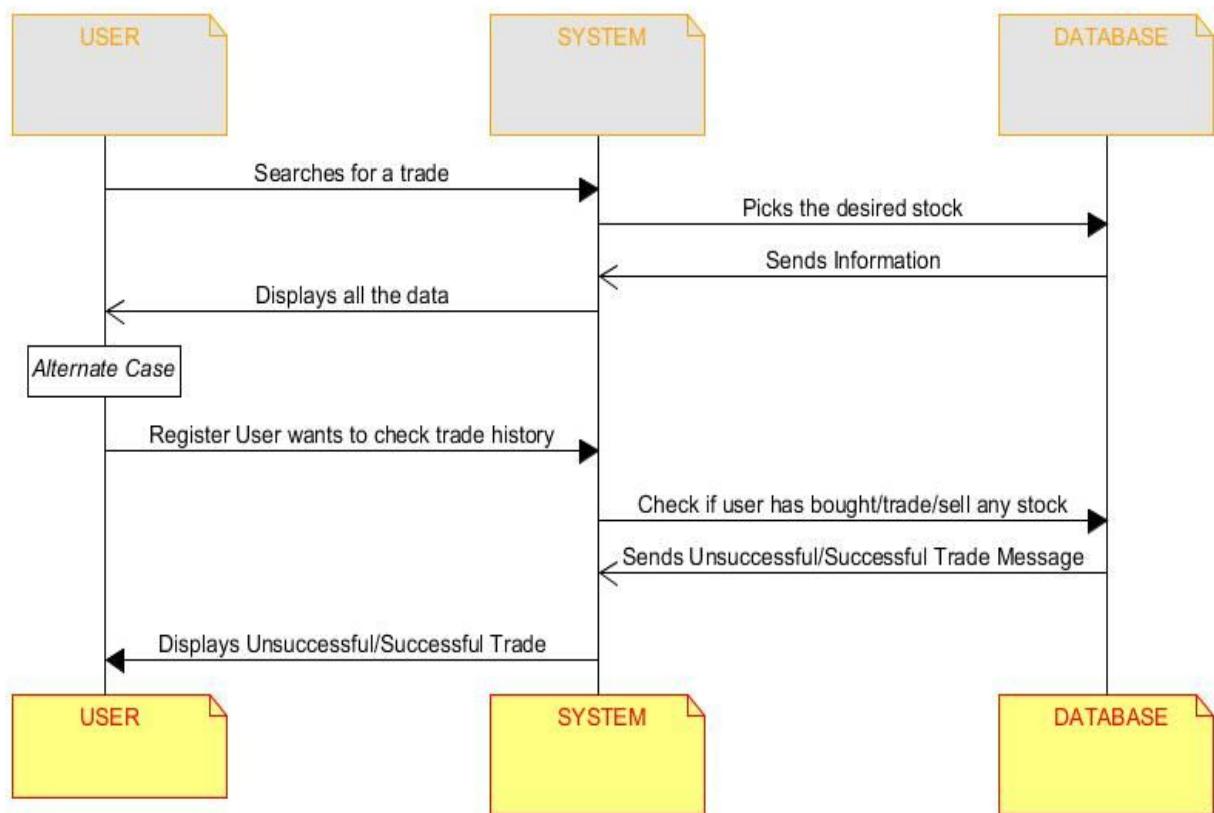 USER
SYSTEM
DATABASE
Searches for a trade
Picks the desired stock
Sends Information
Displays all the data
Alternate Case
Register User wants to check trade history
Check if user has bought/trade/sell any stock
Sends Unsuccessful/Successful Trade Message
Displays Unsuccessful/Successful Trade
USER
SYSTEM
DATABASE